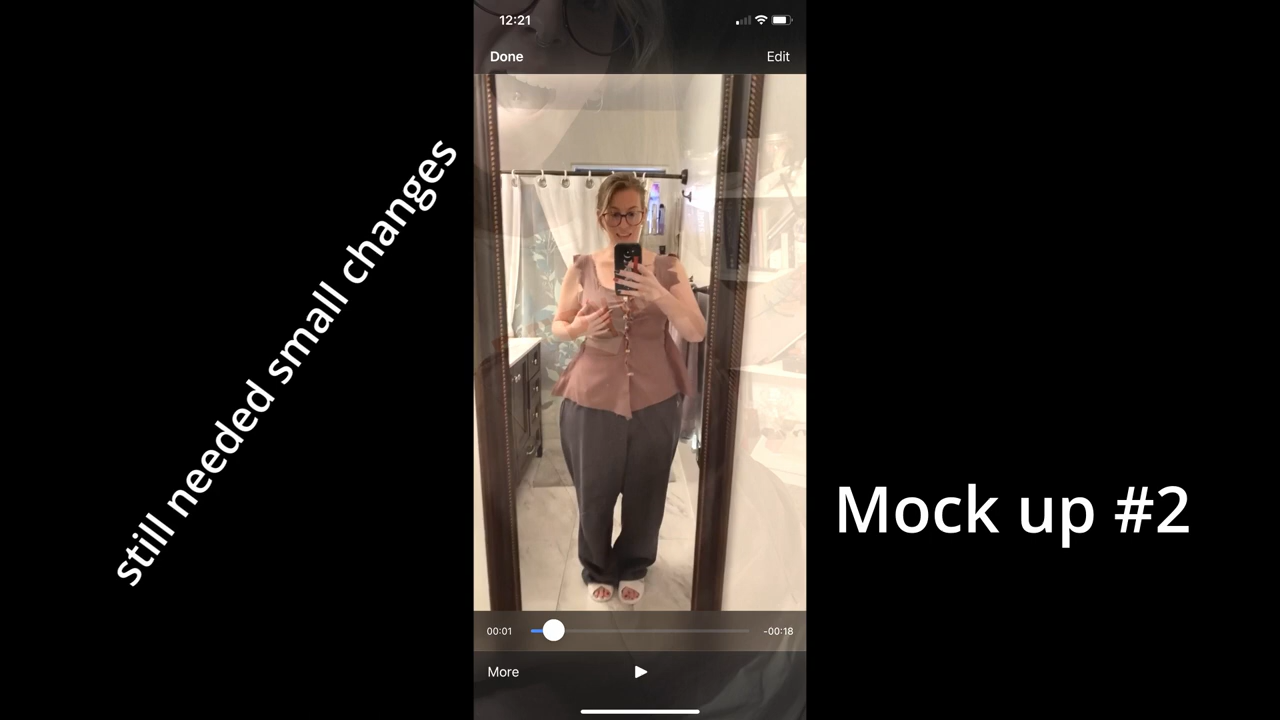 12:21
Done
Edit
still needed small changes
Mock up #2
00:01
-00:18
More